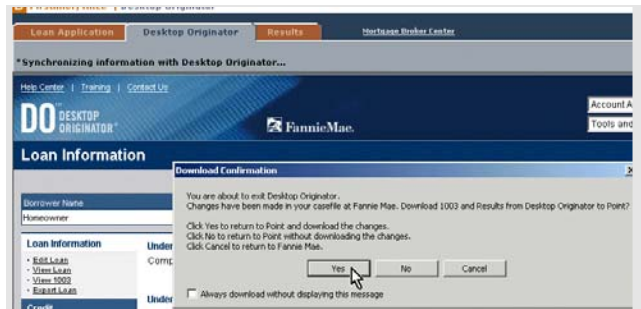 Loan Application
Desktop Originator
Results
Mortgage Broker Center
*Synchronizing information with Desktop Originator...
Help Center | Training | Contact Us
Account A
DO DESKTOP ORIGINATOR
FannieMae.
Tools and
Loan Information
Download Confirmation
You are about to exit Desktop Originator.
Changes have been made in your casefile at Fannie Mae. Download 1003 and Results from Desktop Originator to Point?
Borrower Name
Homeowner
Click Yes to return to Point and download the changes.
Click No to return to Point without downloading the changes.
Click Cancel to return to Fannie Mae.
Loan Information
Under
· Edit Loan
Comp
· View Loan
· View 1003
· Export Loan
Yes
No
Cancel
Always download without displaying this message
Credit
Under